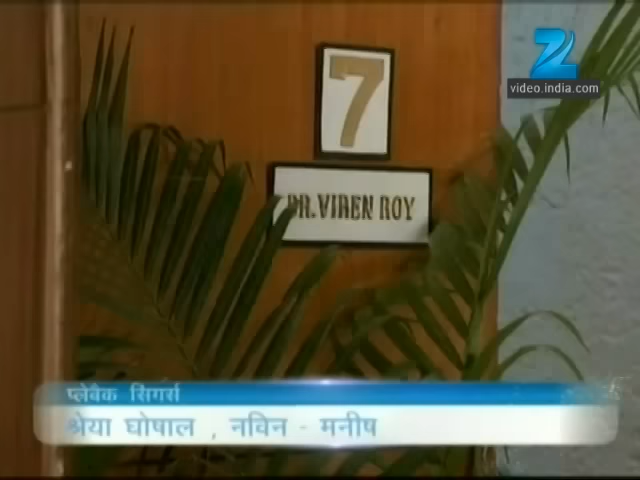 7
DR.VIREN ROY
Z
video.india.com
प्लेबैक सिंगर्स
श्रेया घोषाल , नविन - मनीष